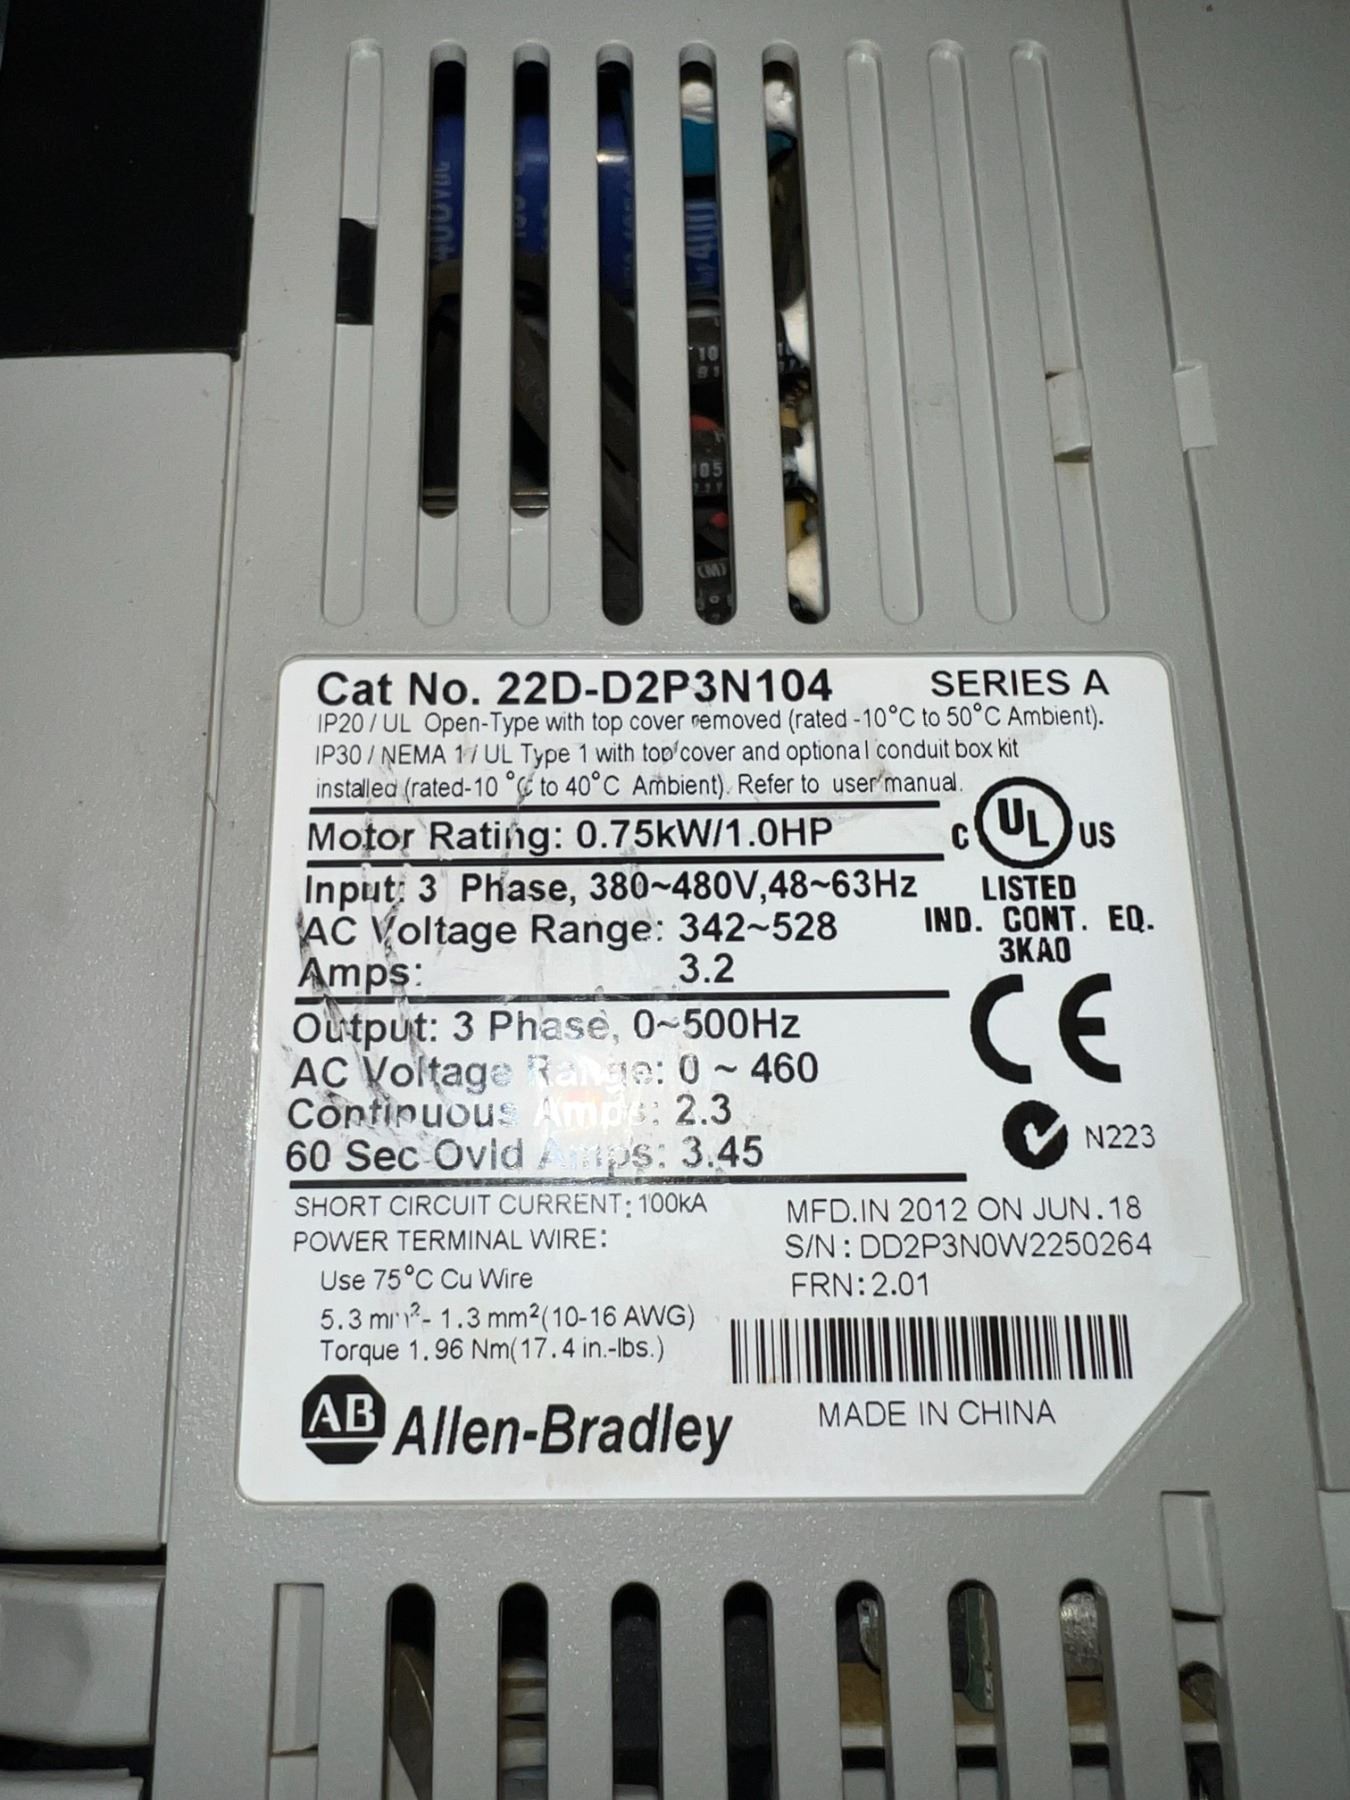 400VDC
400
105
(M)
Cat No. 22D-D2P3N104 SERIES A
IP20 / UL Open-Type with top cover removed (rated -10°C to 50°C Ambient).
IP30 / NEMA 1 / UL Type 1 with top cover and optional conduit box kit
installed (rated-10 °C to 40°C Ambient). Refer to user manual.
Motor Rating: 0.75kW/1.0HP
C UL US
Input: 3 Phase, 380~480V,48~63Hz
LISTED
AC Voltage Range: 342~528
IND. CONT. EQ.
3KA0
Amps: 3.2
CE
Output: 3 Phase, 0~500Hz
AC Voltage Range: 0 ~ 460
Continuous Amps: 2.3
N223
60 Sec Ovld Amps: 3.45
SHORT CIRCUIT CURRENT: 100kA
MFD.IN 2012 ON JUN.18
POWER TERMINAL WIRE:
S/N : DD2P3N0W2250264
Use 75°C Cu Wire
FRN: 2.01
5.3 mm²- 1.3 mm²(10-16 AWG)
Torque 1.96 Nm(17.4 in.-lbs.)
AB Allen-Bradley
MADE IN CHINA